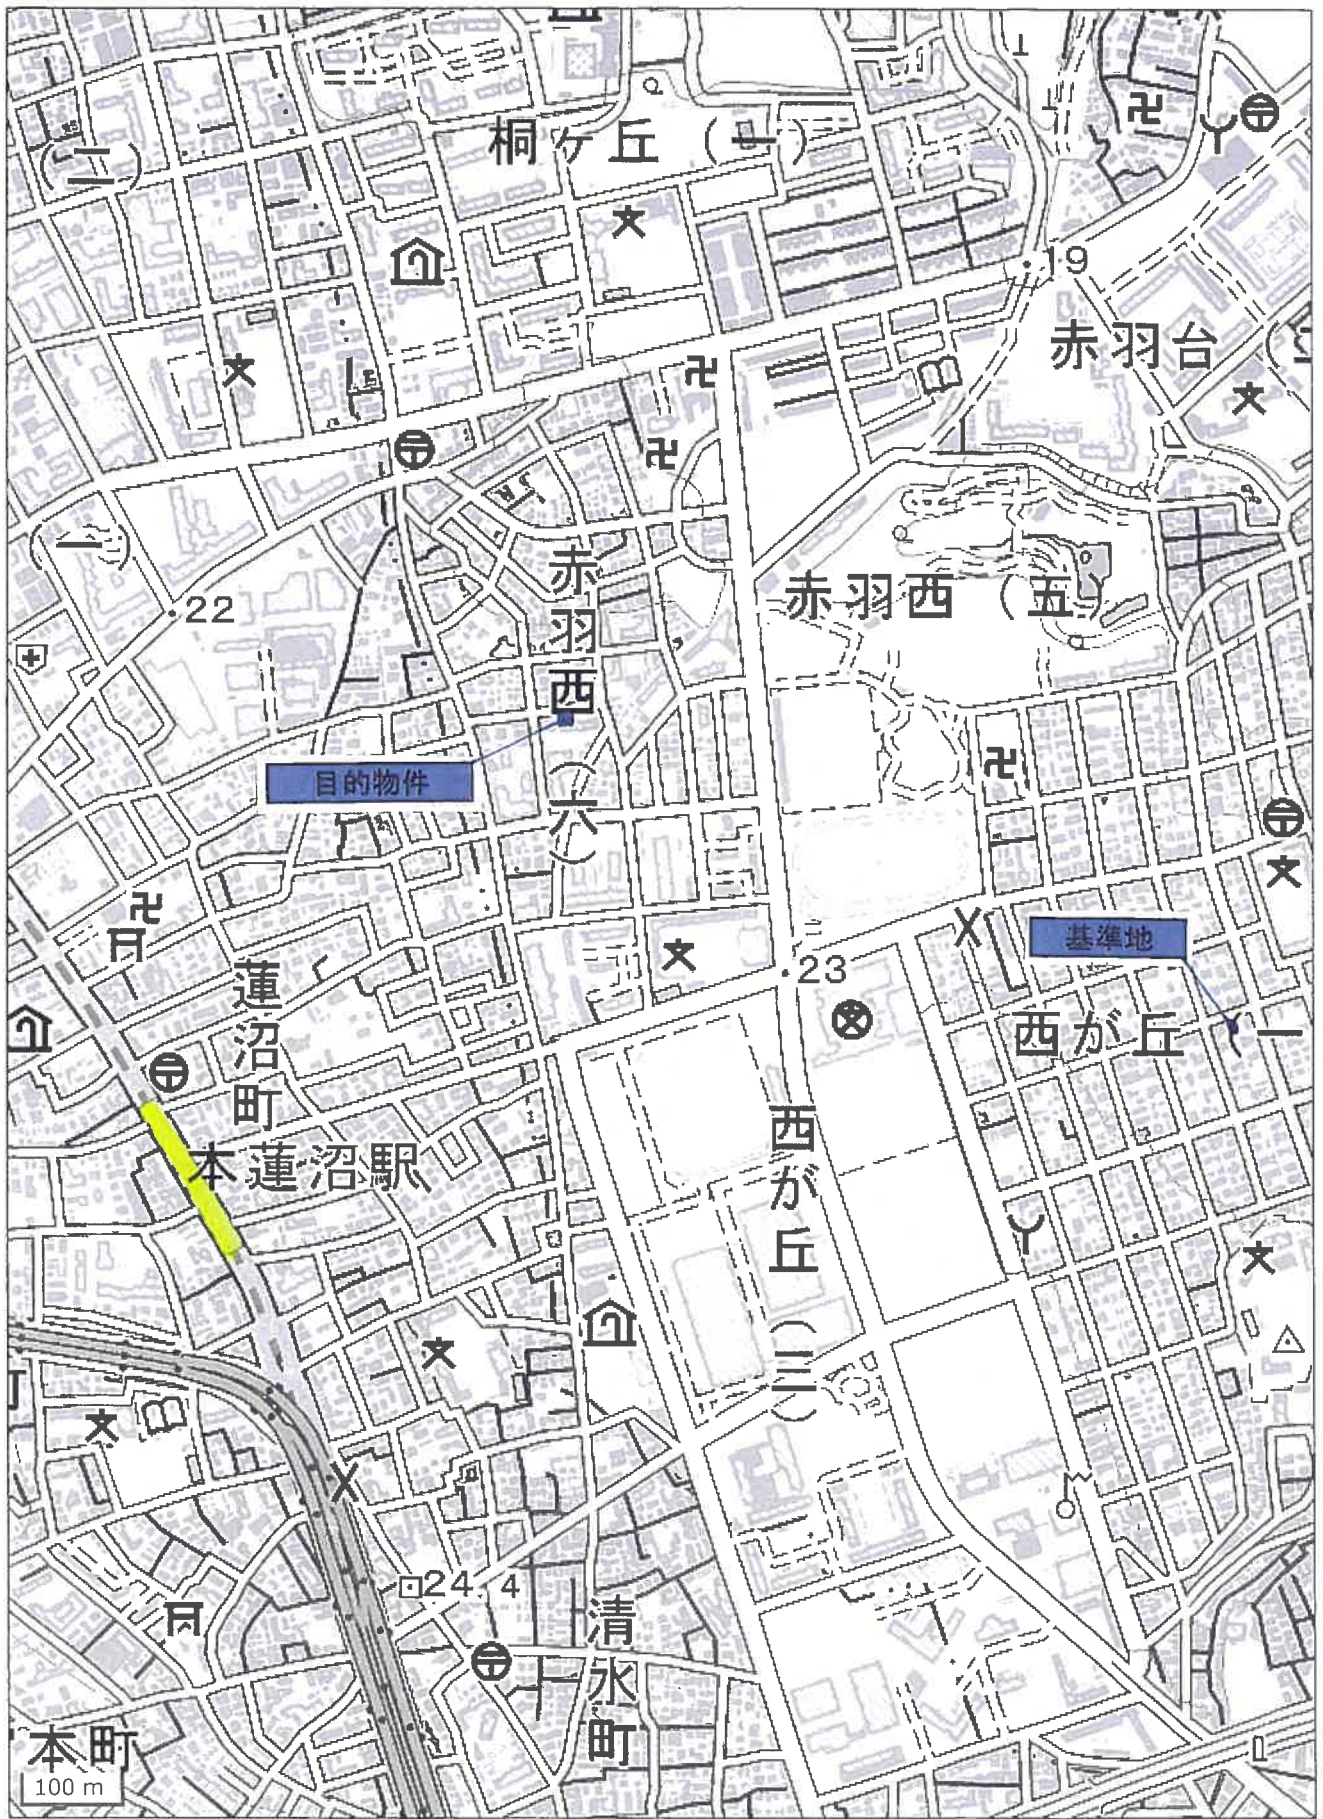 桐ヶ丘（一）
（二）
19
赤羽台（二
（一）
22
赤羽西（六）
赤羽西（五）
目的物件
基準地
蓮沼町
23
西が丘 一
本蓮沼駅
西が丘（三）
24.4
清水町
本町
100 m